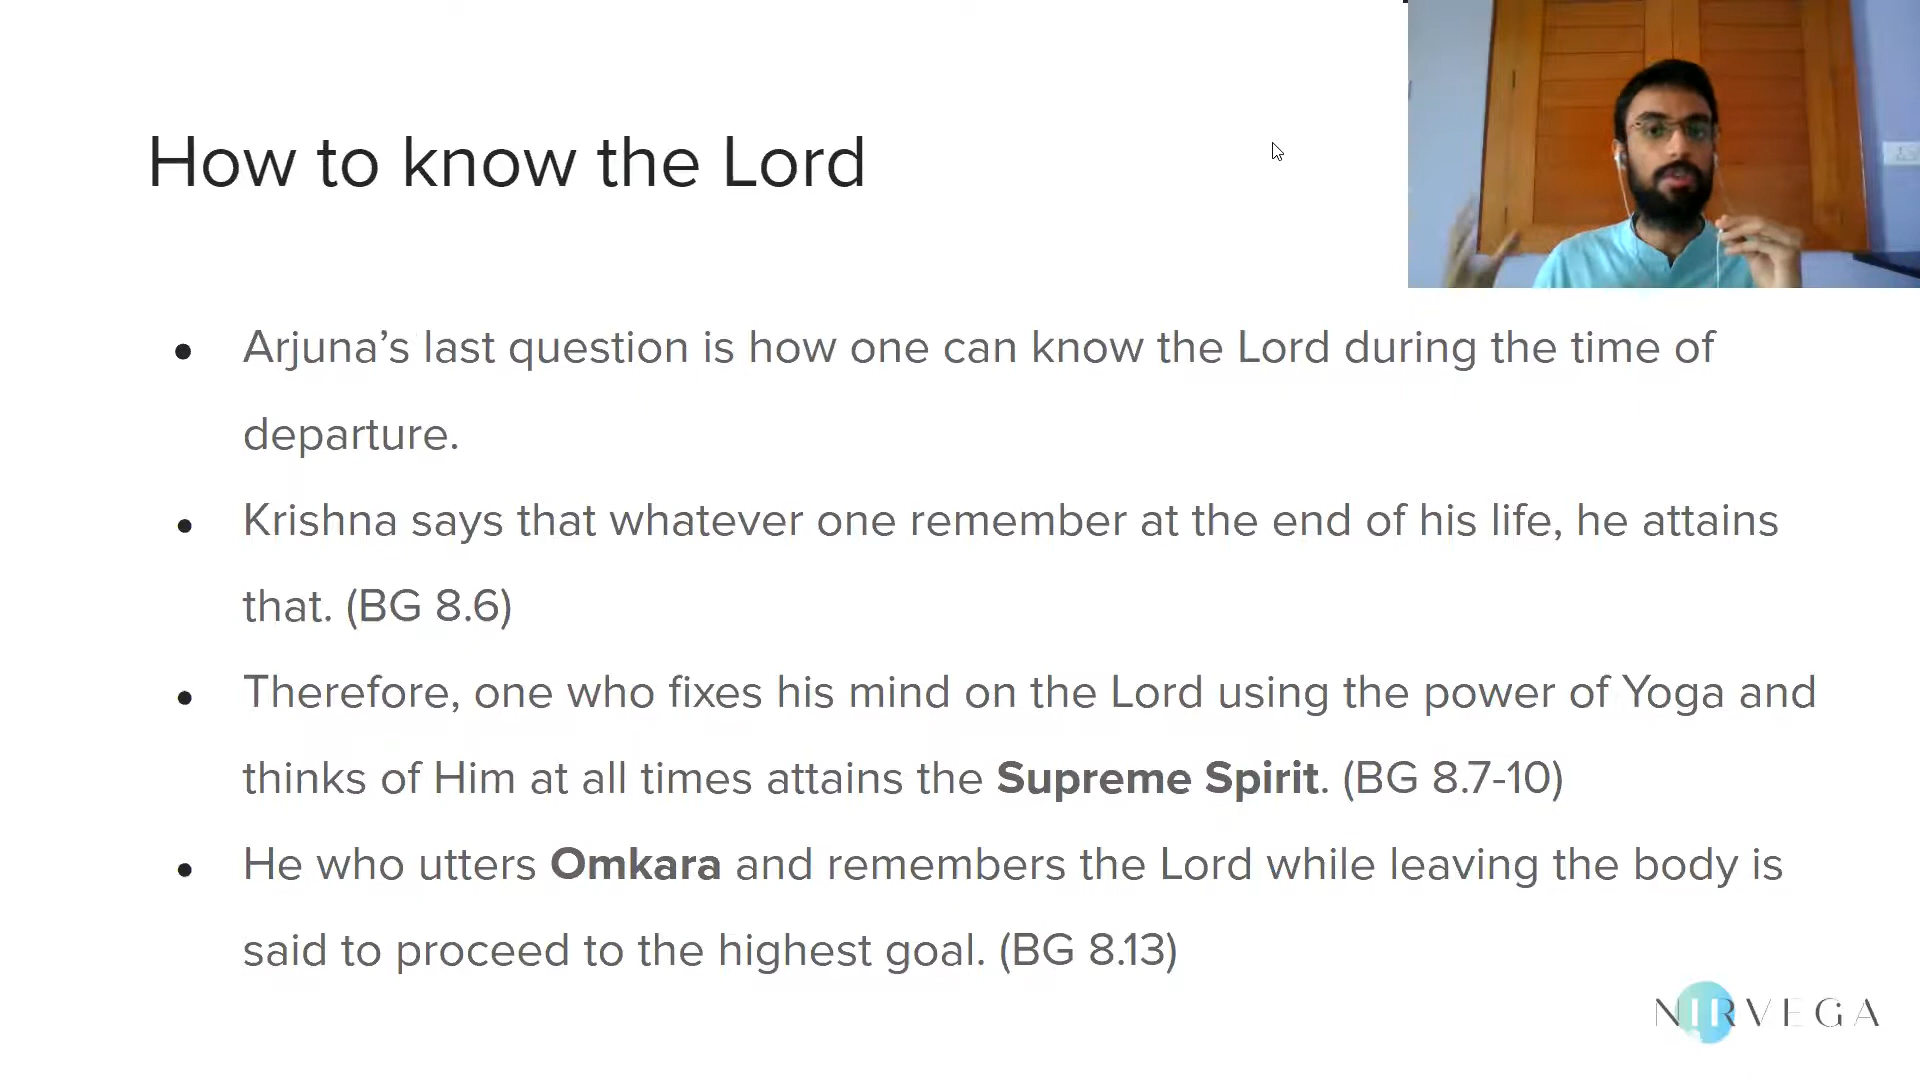 How to know the Lord
● Arjuna’s last question is how one can know the Lord during the time of
departure.
● Krishna says that whatever one remember at the end of his life, he attains
that. (BG 8.6)
● Therefore, one who fixes his mind on the Lord using the power of Yoga and
thinks of Him at all times attains the Supreme Spirit. (BG 8.7-10)
● He who utters Omkara and remembers the Lord while leaving the body is
said to proceed to the highest goal. (BG 8.13)
NIRVEGA